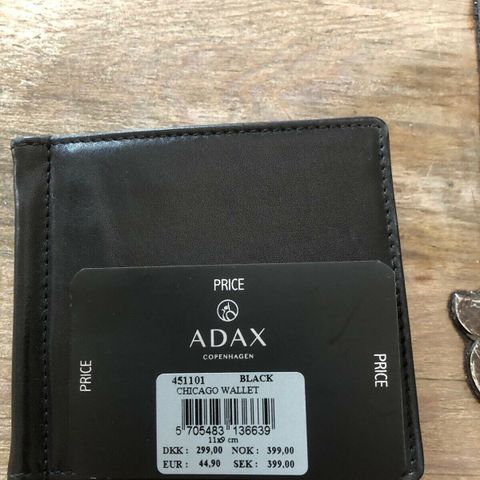 PRICE
ADAX
COPENHAGEN
PRICE
PRICE
451101 BLACK
CHICAGO WALLET
5 705483 136639
11x9 cm
DKK : 299,00 NOK : 399,00
EUR : 44,90 SEK : 399,00